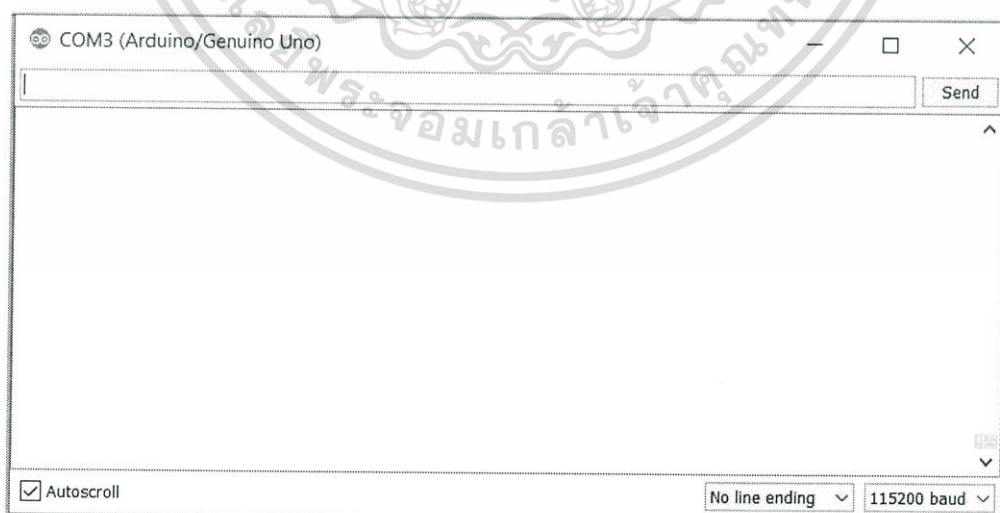 COM3 (Arduino/Genuino Uno)
Send
Autoscroll
No line ending
115200 baud